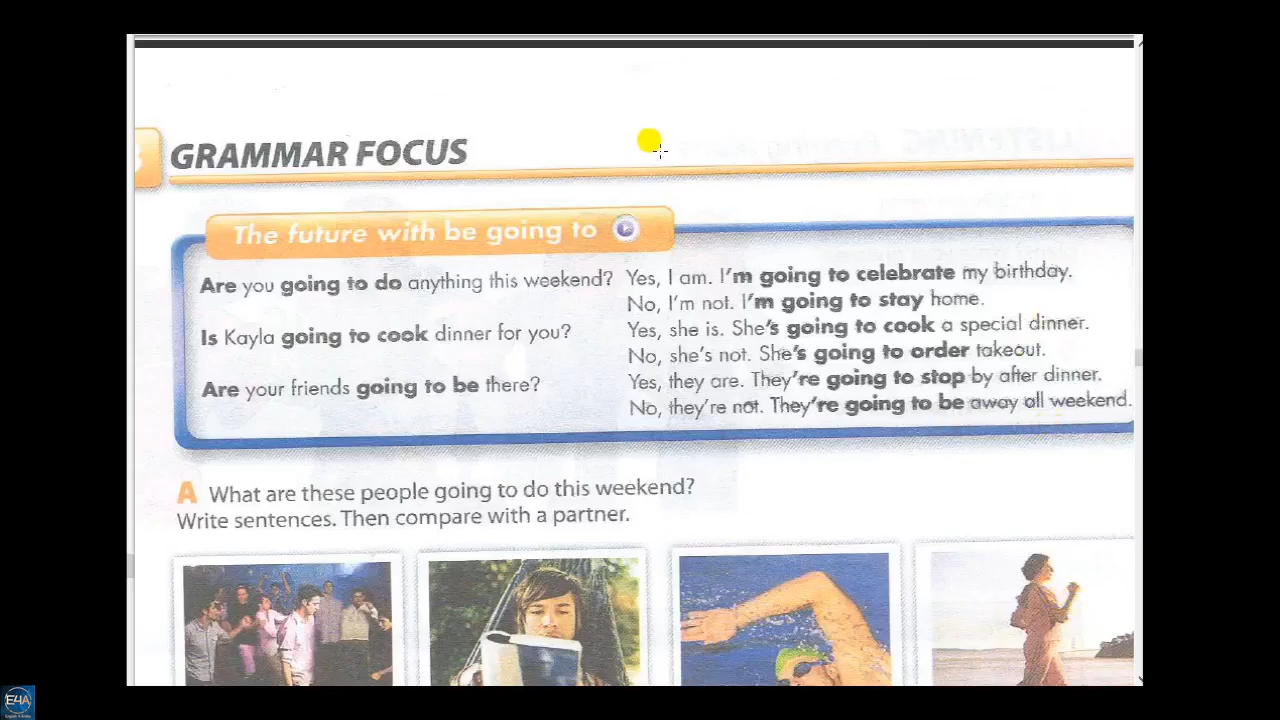 GRAMMAR FOCUS
The future with be going to
Are you going to do anything this weekend? Yes, I am. I'm going to celebrate my birthday.
No, I'm not. I'm going to stay home.
Is Kayla going to cook dinner for you? Yes, she is. She's going to cook a special dinner.
No, she's not. She's going to order takeout.
Are your friends going to be there? Yes, they are. They're going to stop by after dinner.
No, they're not. They're going to be away all weekend.
A What are these people going to do this weekend?
Write sentences. Then compare with a partner.
E4A